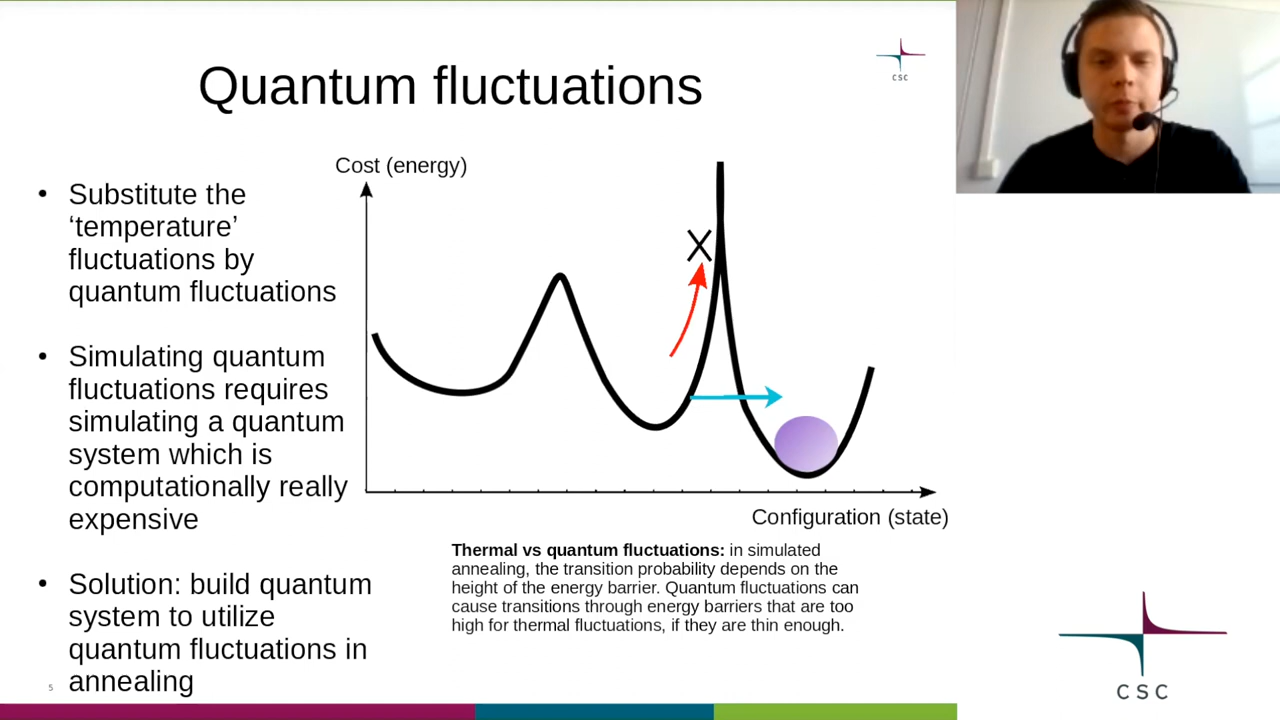 Quantum fluctuations
CSC
• Substitute the
‘temperature’
fluctuations by
quantum fluctuations
• Simulating quantum
fluctuations requires
simulating a quantum
system which is
computationally really
expensive
• Solution: build quantum
system to utilize
quantum fluctuations in
annealing
Cost (energy)
X
Configuration (state)
Thermal vs quantum fluctuations: in simulated
annealing, the transition probability depends on the
height of the energy barrier. Quantum fluctuations can
cause transitions through energy barriers that are too
high for thermal fluctuations, if they are thin enough.
5
CSC